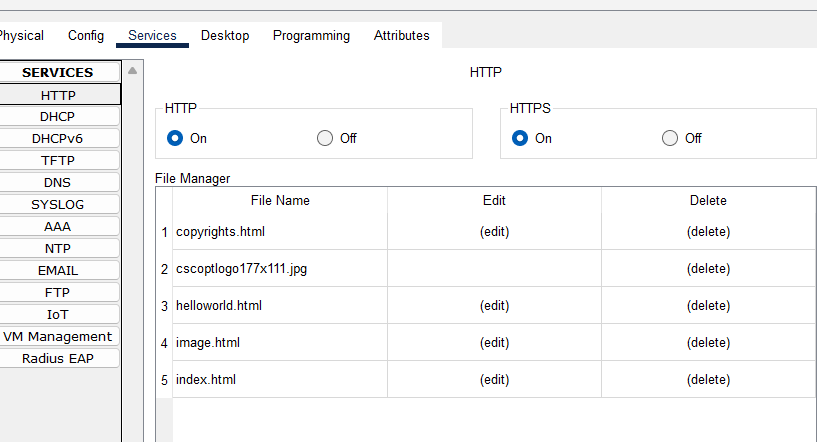 Physical Config Services Desktop Programming Attributes
SERVICES
HTTP
DHCP
DHCPv6
TFTP
DNS
SYSLOG
AAA
NTP
EMAIL
FTP
IoT
VM Management
Radius EAP
HTTP
HTTP
On Off
HTTPS
On Off
File Manager
File Name Edit Delete
1 copyrights.html (edit) (delete)
2 cscoptlogo177x111.jpg (delete)
3 helloworld.html (edit) (delete)
4 image.html (edit) (delete)
5 index.html (edit) (delete)